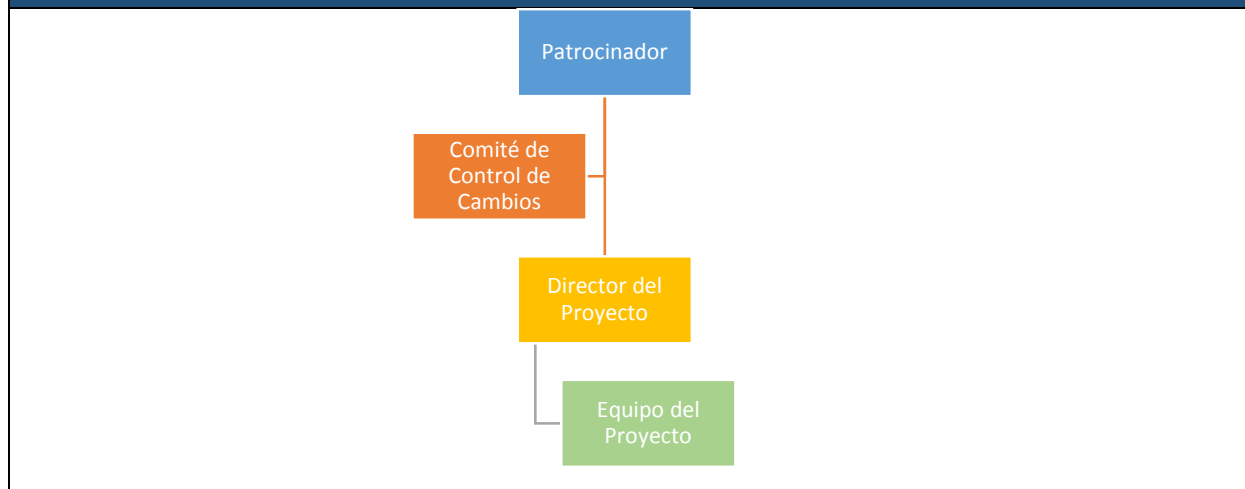 Patrocinador
Comité de
Control de
Cambios
Director del
Proyecto
Equipo del
Proyecto